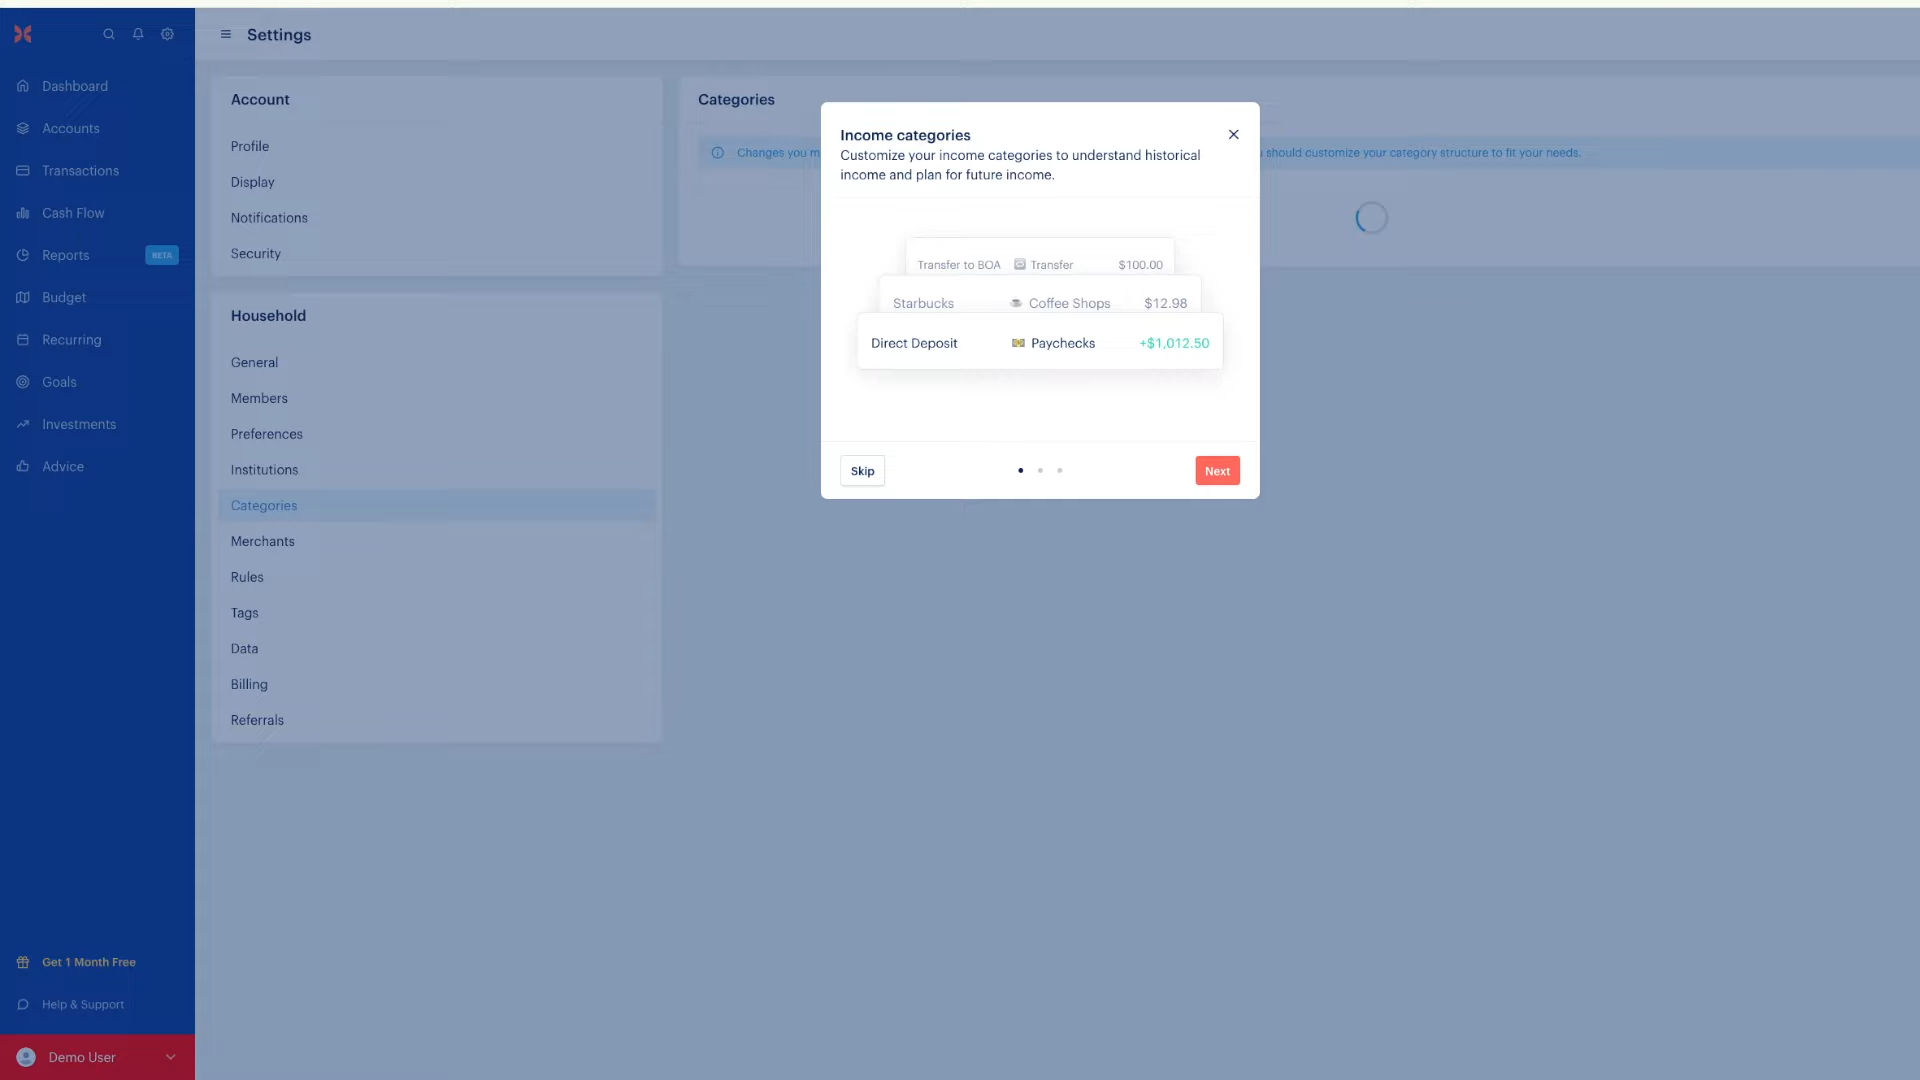 Settings
Dashboard
Accounts
Transactions
Cash Flow
Reports
BETA
Budget
Recurring
Goals
Investments
Advice
Get 1 Month Free
Help & Support
Demo User
Account
Profile
Display
Notifications
Security
Household
General
Members
Preferences
Institutions
Categories
Merchants
Rules
Tags
Data
Billing
Referrals
Categories
Changes you m
should customize your category structure to fit your needs.
Income categories
Customize your income categories to understand historical
income and plan for future income.
Transfer to BOA Transfer $100.00
Starbucks Coffee Shops $12.98
Direct Deposit Paychecks +$1,012.50
Skip
Next